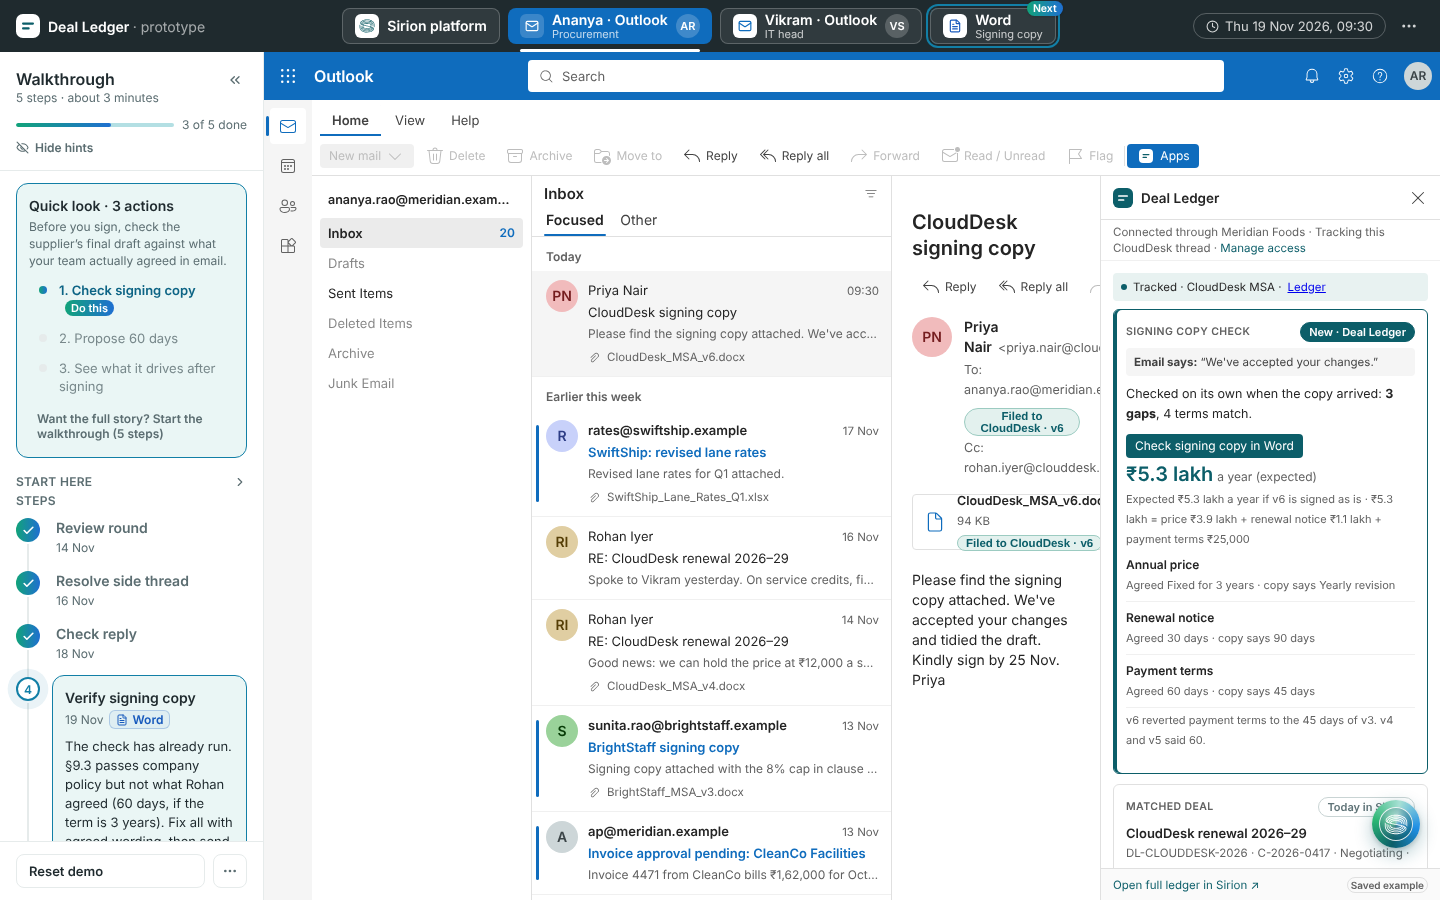 Deal Ledger · prototype
Sirion platform
Ananya · Outlook
Procurement
AR
Vikram · Outlook
IT head
VS
Word
Signing copy
Next
Thu 19 Nov 2026, 09:30
Walkthrough
5 steps · about 3 minutes
3 of 5 done
Hide hints
Quick look · 3 actions
Before you sign, check the
supplier's final draft against what
your team actually agreed in email.
1. Check signing copy
Do this
2. Propose 60 days
3. See what it drives after
signing
Want the full story? Start the
walkthrough (5 steps)
START HERE
STEPS
Review round
14 Nov
Resolve side thread
16 Nov
Check reply
18 Nov
4
Verify signing copy
19 Nov
Word
The check has already run.
§9.3 passes company
policy but not what Rohan
agreed (60 days, if the
term is 3 years). Fix all with
agreed wording, then send
Reset demo
Outlook
Search
AR
Home
View
Help
New mail
Delete
Archive
Move to
Reply
Reply all
Forward
Read / Unread
Flag
Apps
ananya.rao@meridian.exam...
Inbox
20
Drafts
Sent Items
Deleted Items
Archive
Junk Email
Inbox
Focused
Other
Today
PN
Priya Nair
09:30
CloudDesk signing copy
Please find the signing copy attached. We've acc...
CloudDesk_MSA_v6.docx
Earlier this week
R
rates@swiftship.example
17 Nov
SwiftShip: revised lane rates
Revised lane rates for Q1 attached.
SwiftShip_Lane_Rates_Q1.xlsx
RI
Rohan Iyer
16 Nov
RE: CloudDesk renewal 2026–29
Spoke to Vikram yesterday. On service credits, fi...
RI
Rohan Iyer
14 Nov
RE: CloudDesk renewal 2026–29
Good news: we can hold the price at ₹12,000 a s...
CloudDesk_MSA_v4.docx
S
sunita.rao@brightstaff.example
13 Nov
BrightStaff signing copy
Signing copy attached with the 8% cap in clause ...
BrightStaff_MSA_v3.docx
A
ap@meridian.example
13 Nov
Invoice approval pending: CleanCo Facilities
Invoice 4471 from CleanCo bills ₹1,62,000 for Oct...
CloudDesk
signing copy
Reply
Reply all
PN
Priya
Nair <priya.nair@clou
To:
ananya.rao@meridian.e
Filed to
CloudDesk · v6
Cc:
rohan.iyer@clouddesk.
CloudDesk_MSA_v6.doc
94 KB
Filed to CloudDesk · v6
Please find the signing
copy attached. We've
accepted your changes
and tidied the draft.
Kindly sign by 25 Nov.
Priya
Deal Ledger
Connected through Meridian Foods · Tracking this
CloudDesk thread · Manage access
Tracked · CloudDesk MSA · Ledger
SIGNING COPY CHECK
New · Deal Ledger
Email says: "We've accepted your changes."
Checked on its own when the copy arrived: 3
gaps, 4 terms match.
Check signing copy in Word
₹5.3 lakh a year (expected)
Expected ₹5.3 lakh a year if v6 is signed as is · ₹5.3
lakh = price ₹3.9 lakh + renewal notice ₹1.1 lakh +
payment terms ₹25,000
Annual price
Agreed Fixed for 3 years · copy says Yearly revision
Renewal notice
Agreed 30 days · copy says 90 days
Payment terms
Agreed 60 days · copy says 45 days
v6 reverted payment terms to the 45 days of v3. v4
and v5 said 60.
MATCHED DEAL
Today in S
CloudDesk renewal 2026–29
DL-CLOUDDESK-2026 · C-2026-0417 · Negotiating ·
Open full ledger in Sirion ↗
Saved example